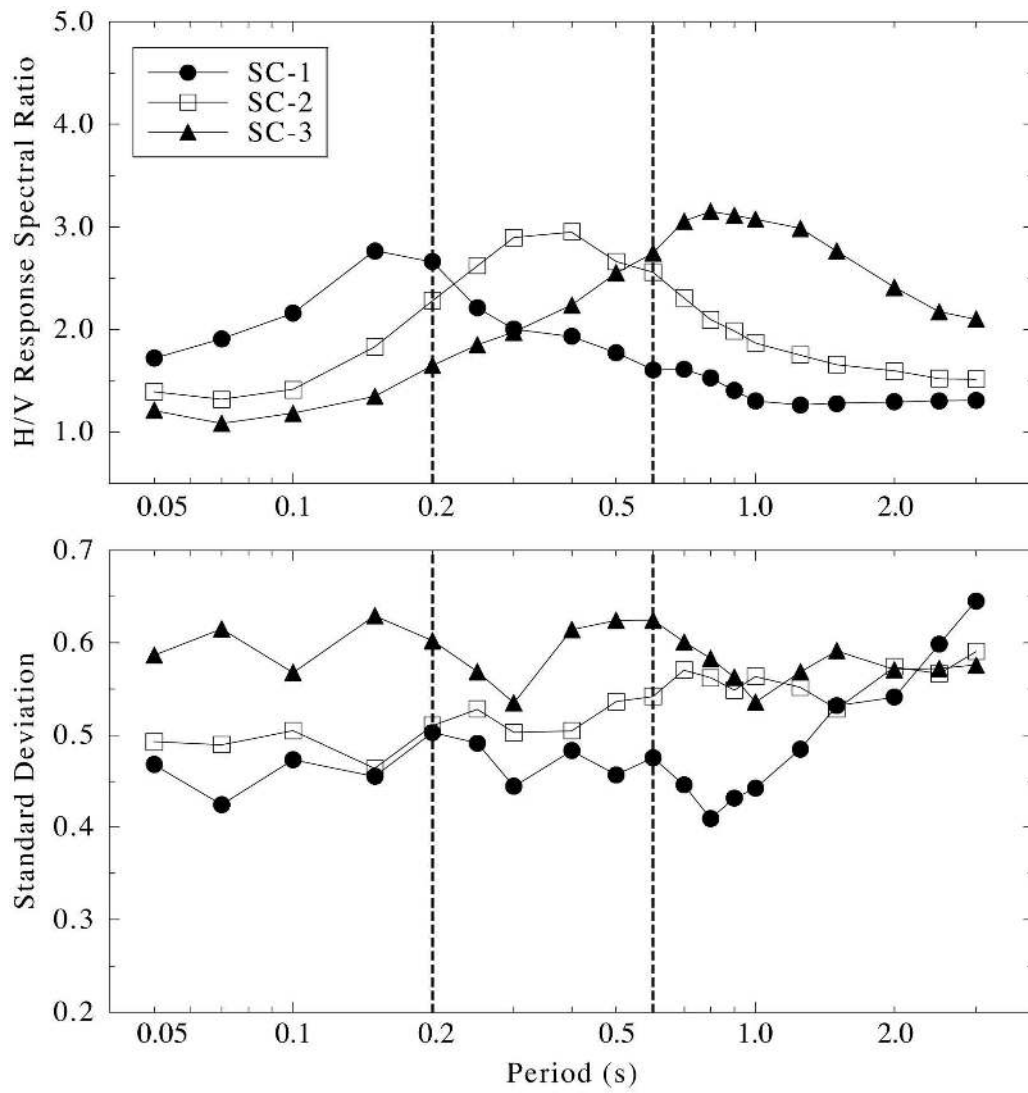 5.0
4.0
3.0
2.0
1.0
H/V Response Spectral Ratio
SC-1
SC-2
SC-3
0.05 0.1 0.2 0.5 1.0 2.0
0.7
0.6
0.5
0.4
0.3
0.2
Standard Deviation
0.05 0.1 0.2 0.5 1.0 2.0
Period (s)